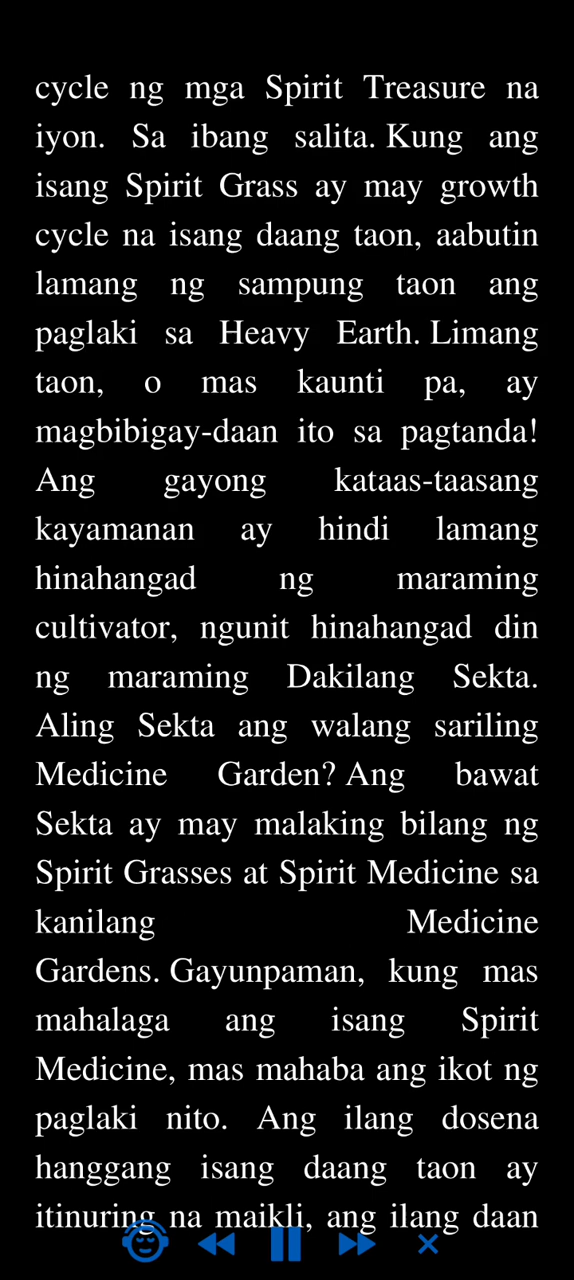 cycle ng mga Spirit Treasure na
iyon. Sa ibang salita. Kung ang
isang Spirit Grass ay may growth
cycle na isang daang taon, aabutin
lamang ng sampung taon ang
paglaki sa Heavy Earth. Limang
taon, o mas kaunti pa, ay
magbibigay-daan ito sa pagtanda!
Ang gayong kataas-taasang
kayamanan ay hindi lamang
hinahangad ng maraming
cultivator, ngunit hinahangad din
ng maraming Dakilang Sekta.
Aling Sekta ang walang sariling
Medicine Garden? Ang bawat
Sekta ay may malaking bilang ng
Spirit Grasses at Spirit Medicine sa
kanilang Medicine
Gardens. Gayunpaman, kung mas
mahalaga ang isang Spirit
Medicine, mas mahaba ang ikot ng
paglaki nito. Ang ilang dosena
hanggang isang daang taon ay
itinuring na maikli, ang ilang daan